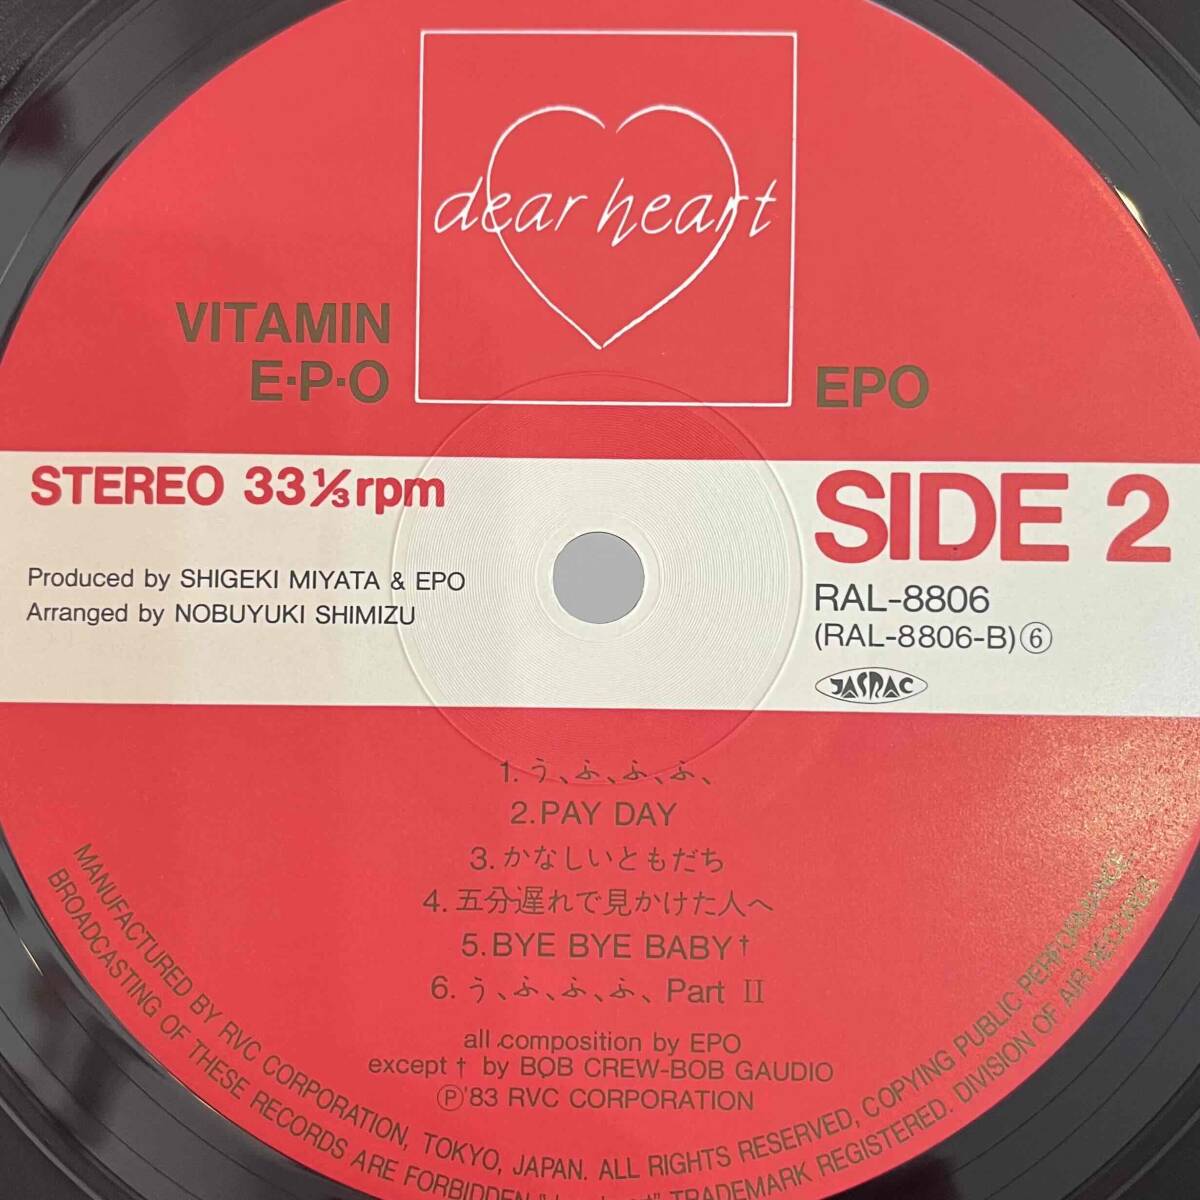 dear heart
VITAMIN
E·P·O
EPO
STEREO 33⅓rpm
SIDE 2
Produced by SHIGEKI MIYATA & EPO
Arranged by NOBUYUKI SHIMIZU
RAL-8806
(RAL-8806-B)⑥
JASRAC
1. う、ふ、ふ、ふ、
2. PAY DAY
3. かなしいともだち
4. 五分遅れで見かけた人へ
5. BYE BYE BABY†
6. う、ふ、ふ、ふ、Part II
all composition by EPO
except † by BOB CREW-BOB GAUDIO
Ⓟ'83 RVC CORPORATION
MANUFACTURED BY RVC CORPORATION, TOKYO, JAPAN. ALL RIGHTS RESERVED, COPYING PUBLIC PERFORMANCE,
BROADCASTING OF THESE RECORDS ARE FORBIDDEN "dear heart" TRADEMARK REGISTERED. DIVISION OF AIR RECORDS